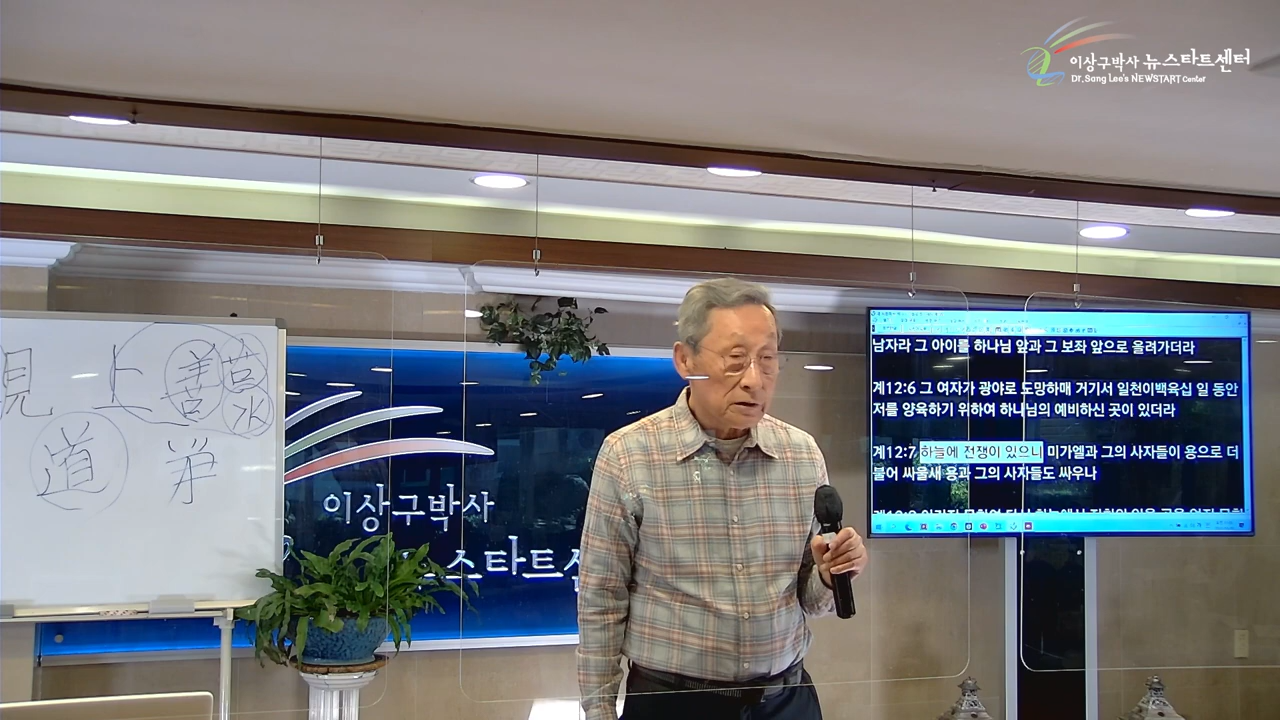 이상구박사 뉴스타트센터
Dr. Sang Lee's NEWSTART Center
남자라 그 아이를 하나님 앞과 그 보좌 앞으로 올려가더라
계12:6 그 여자가 광야로 도망하매 거기서 일천이백육십 일 동안
저를 양육하기 위하여 하나님의 예비하신 곳이 있더라
계12:7 하늘에 전쟁이 있으니 미가엘과 그의 사자들이 용으로 더
불어 싸울새 용과 그의 사자들도 싸우나
見 上 善
水
道 爭
이상구박사
스타트